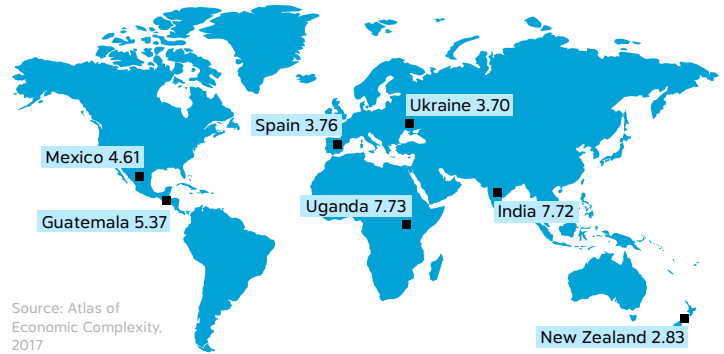 Ukraine 3.70
Spain 3.76
Mexico 4.61
Uganda 7.73
India 7.72
Guatemala 5.37
Source: Atlas of
Economic Complexity,
2017
New Zealand 2.83